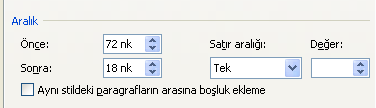 Aralık
Önce: 72 nk Satır aralığı: Değer:
Sonra: 18 nk Tek
Aynı stildeki paragrafların arasına boşluk ekleme